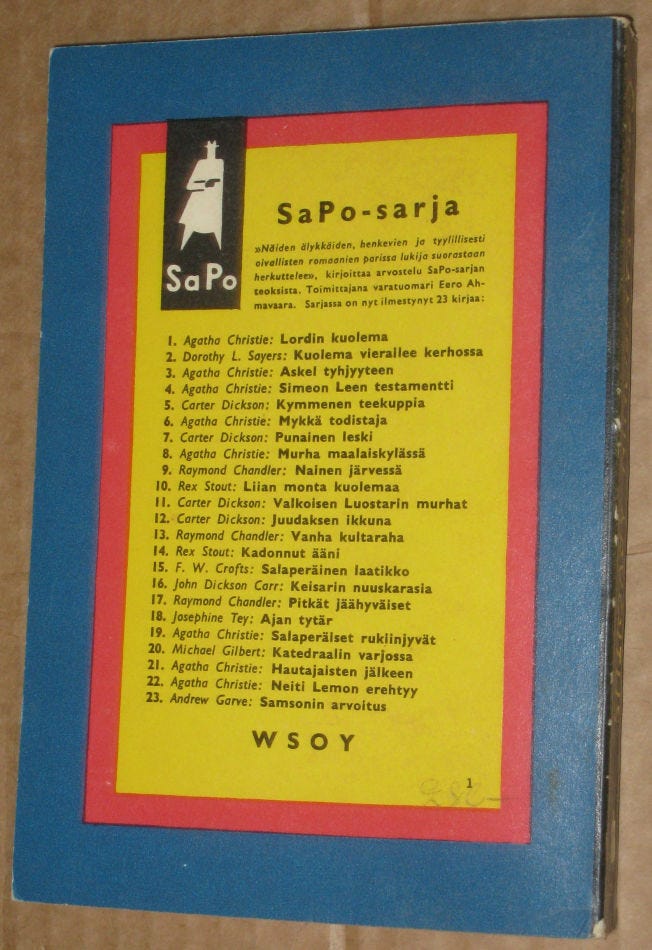 SaPo
SaPo-sarja
»Näiden älykkäiden, henkevien ja tyylillisesti
oivallisten romaanien parissa lukija suorastaan
herkuttelee», kirjoittaa arvostelu SaPo-sarjan
teoksista. Toimittajana varatuomari Eero Ah-
mavaara. Sarjassa on nyt ilmestynyt 23 kirjaa:
1. Agatha Christie: Lordin kuolema
2. Dorothy L. Sayers: Kuolema vierailee kerhossa
3. Agatha Christie: Askel tyhjyyteen
4. Agatha Christie: Simeon Leen testamentti
5. Carter Dickson: Kymmenen teekuppia
6. Agatha Christie: Mykkä todistaja
7. Carter Dickson: Punainen leski
8. Agatha Christie: Murha maalaiskylässä
9. Raymond Chandler: Nainen järvessä
10. Rex Stout: Liian monta kuolemaa
11. Carter Dickson: Valkoisen Luostarin murhat
12. Carter Dickson: Juudaksen ikkuna
13. Raymond Chandler: Vanha kultaraha
14. Rex Stout: Kadonnut ääni
15. F. W. Crofts: Salaperäinen laatikko
16. John Dickson Carr: Keisarin nuuskarasia
17. Raymond Chandler: Pitkät jäähyväiset
18. Josephine Tey: Ajan tytär
19. Agatha Christie: Salaperäiset rukiinjyvät
20. Michael Gilbert: Katedraalin varjossa
21. Agatha Christie: Hautajaisten jälkeen
22. Agatha Christie: Neiti Lemon erehtyy
23. Andrew Garve: Samsonin arvoitus
WSOY
1